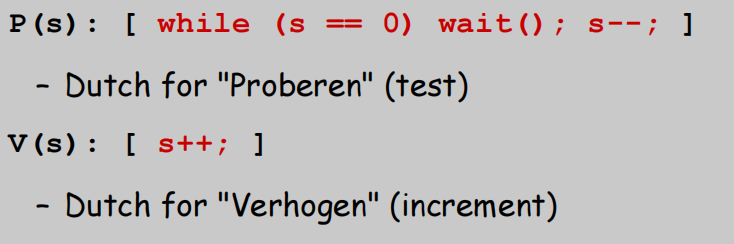 P(s): [ while (s == 0) wait(); s--; ]
– Dutch for "Proberen" (test)
V(s): [ s++; ]
– Dutch for "Verhogen" (increment)